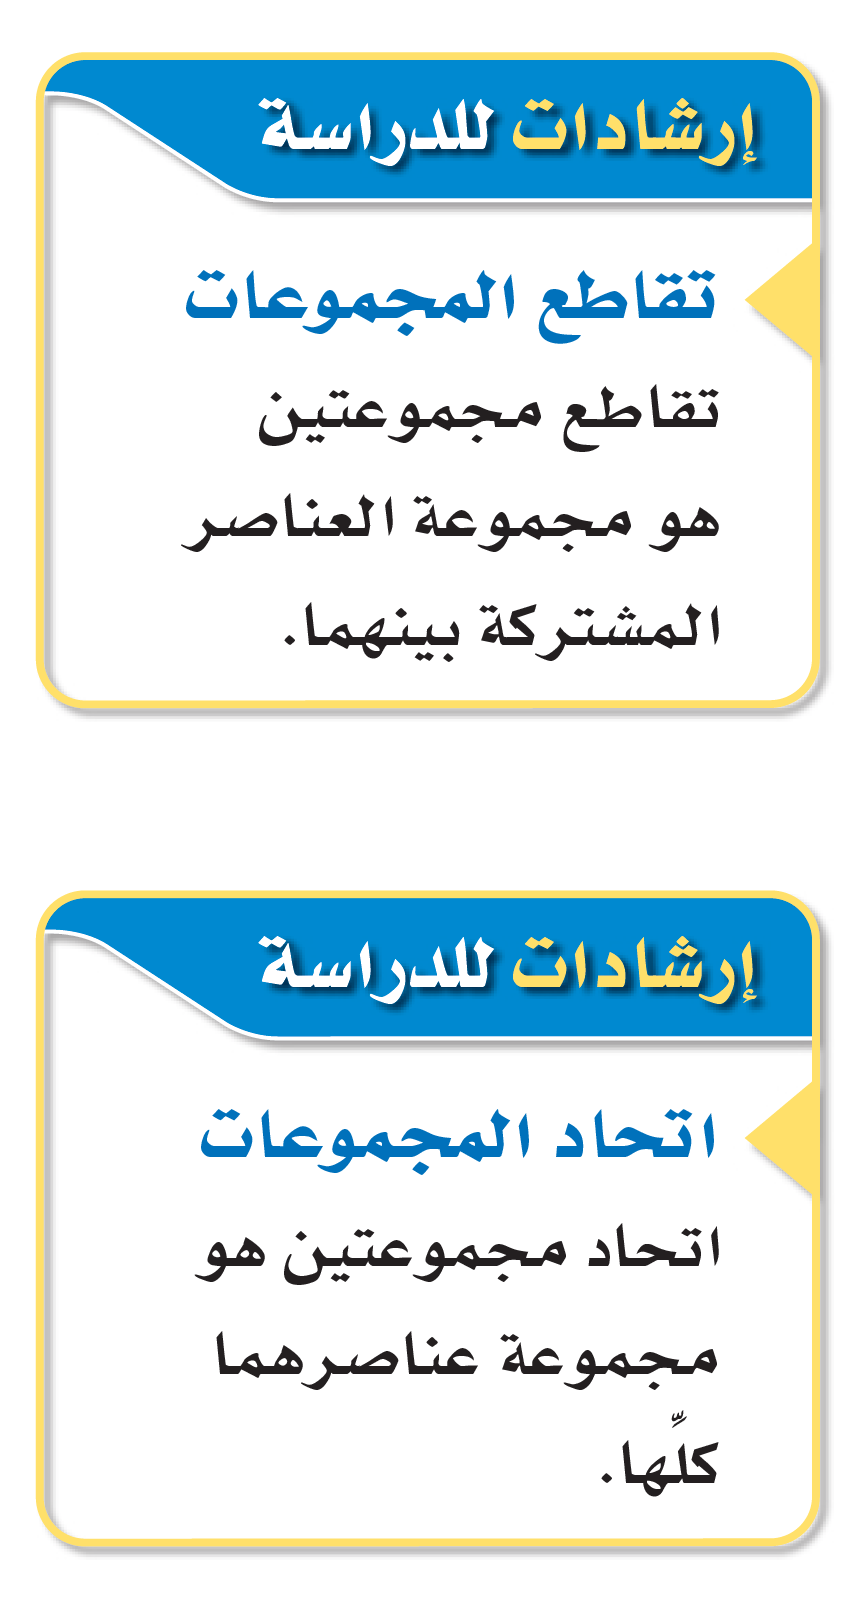 إرشادات للدراسة
تقاطع المجموعات
تقاطع مجموعتين
هو مجموعة العناصر
المشتركة بينهما.
إرشادات للدراسة
اتحاد المجموعات
اتحاد مجموعتين هو
مجموعة عناصرهما
كلِّها.